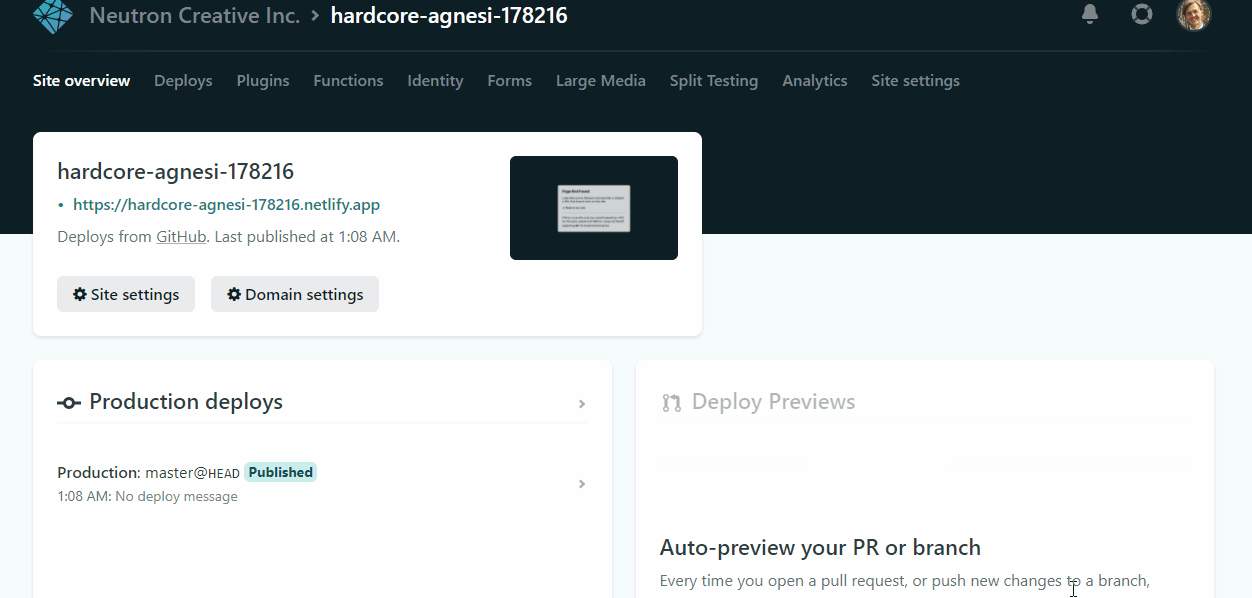 Neutron Creative Inc. > hardcore-agnesi-178216
Site overview Deploys Plugins Functions Identity Forms Large Media Split Testing Analytics Site settings
hardcore-agnesi-178216
• https://hardcore-agnesi-178216.netlify.app
Deploys from GitHub. Last published at 1:08 AM.
Page Not Found
Site settings Domain settings
Production deploys
Production: master@HEAD Published
1:08 AM: No deploy message
Deploy Previews
Auto-preview your PR or branch
Every time you open a pull request, or push new changes to a branch,